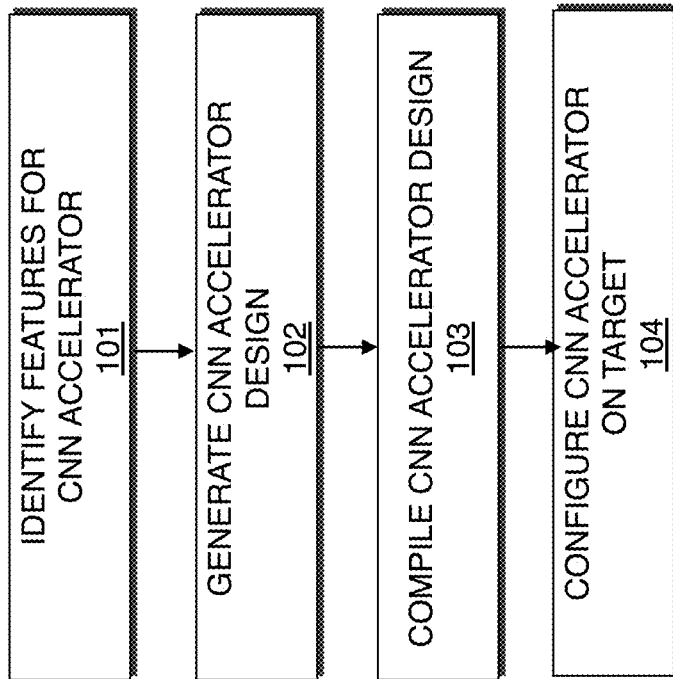 IDENTIFY FEATURES FOR
CNN ACCELERATOR
101
GENERATE CNN ACCELERATOR
DESIGN
102
COMPILE CNN ACCELERATOR DESIGN
103
CONFIGURE CNN ACCELERATOR
ON TARGET
104